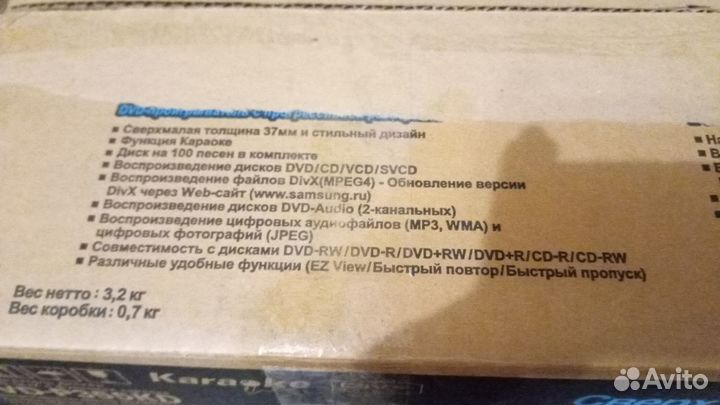 DVD-проигрыватель с прогрессивной
■ Сверхмалая толщина 37мм и стильный дизайн
■ Функция Караоке
■ Диск на 100 песен в комплекте
■ Воспроизведение дисков DVD/CD/VCD/SVCD
■ Воспроизведение файлов DivX(MPEG4) - Обновление версии
DivX через Web-сайт (www.samsung.ru)
■ Воспроизведение дисков DVD-Audio (2-канальных)
■ Воспроизведение цифровых аудиофайлов (MP3, WMA) и
цифровых фотографий (JPEG)
■ Совместимость с дисками DVD-RW/DVD-R/DVD+RW/DVD+R/CD-R/CD-RW
■ Различные удобные функции (EZ View/Быстрый повтор/Быстрый пропуск)
Вес нетто : 3,2 кг
Вес коробки : 0,7 кг
Karaoke
Сверх
Avito